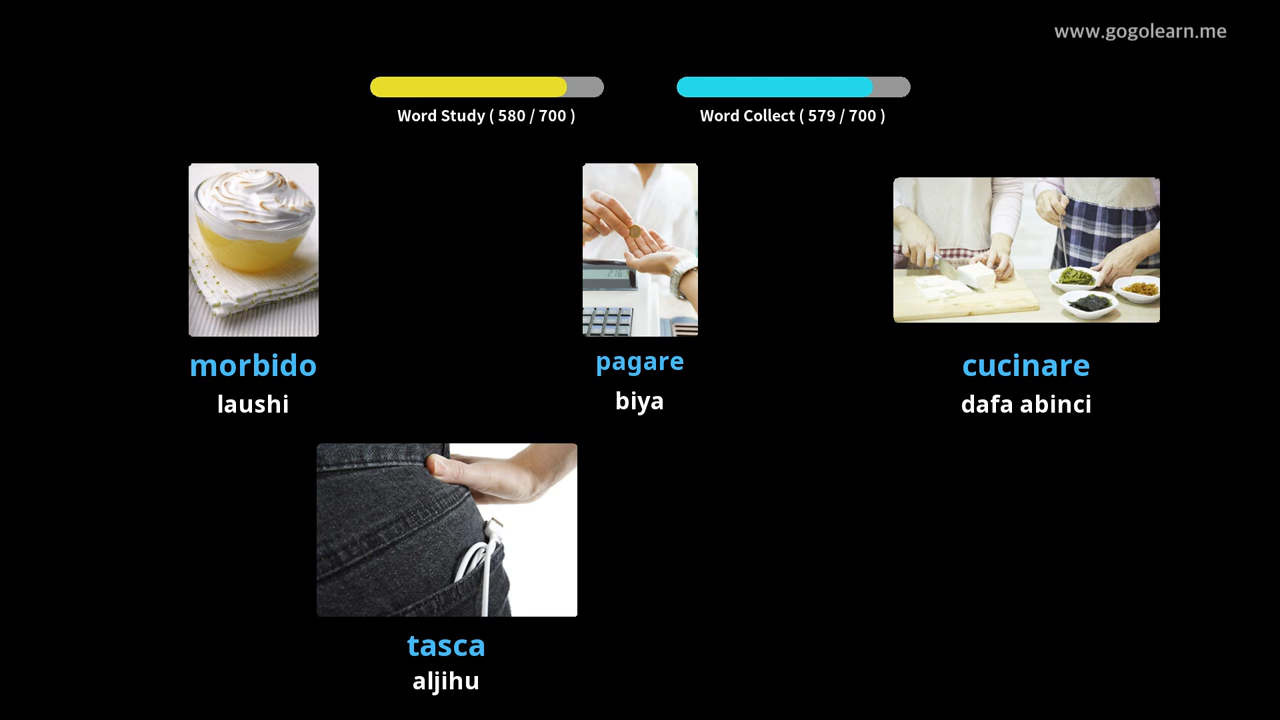 www.gogolearn.me
Word Study ( 580 / 700 )
Word Collect ( 579 / 700 )
morbido
laushi
pagare
biya
cucinare
dafa abinci
tasca
aljihu